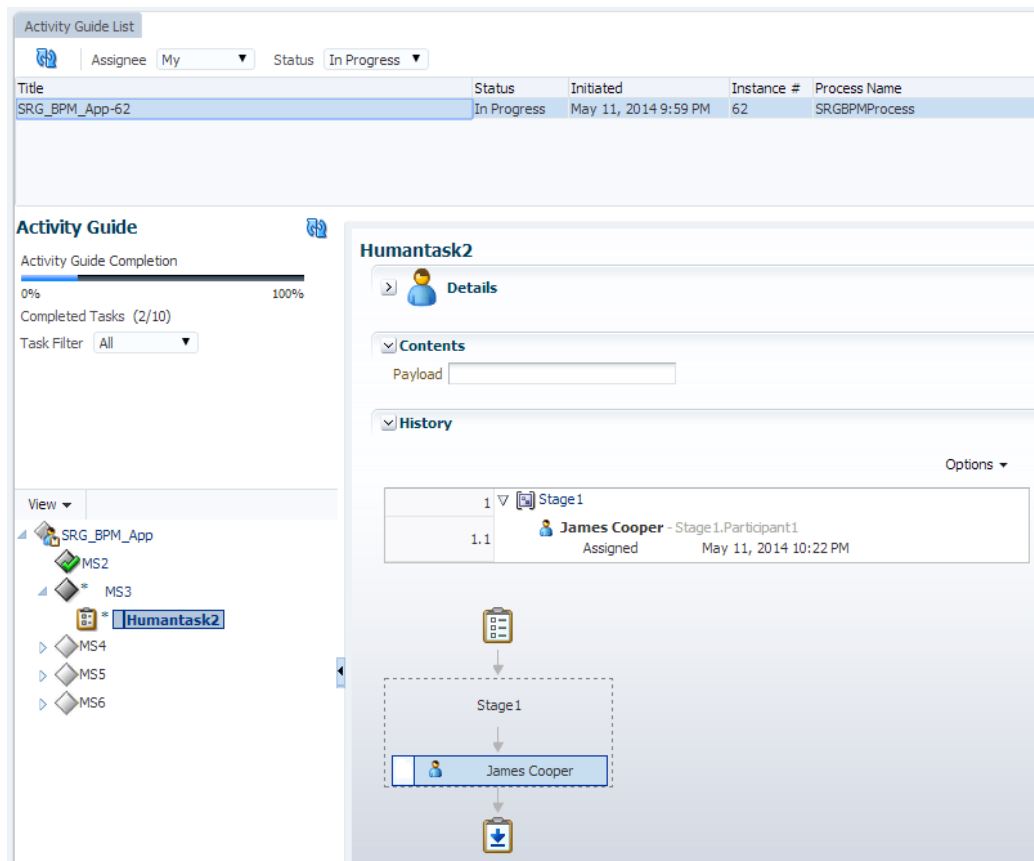 Activity Guide List
Assignee My Status In Progress
Title Status Initiated Instance # Process Name
SRG_BPM_App-62 In Progress May 11, 2014 9:59 PM 62 SRGBPMProcess
Activity Guide
Activity Guide Completion
0% 100%
Completed Tasks (2/10)
Task Filter All
View
SRG_BPM_App
MS2
* MS3
* Humantask2
MS4
MS5
MS6
Humantask2
Details
Contents
Payload
History
Options
1 Stage1
1.1 James Cooper - Stage1.Participant1
Assigned May 11, 2014 10:22 PM
Stage1
James Cooper